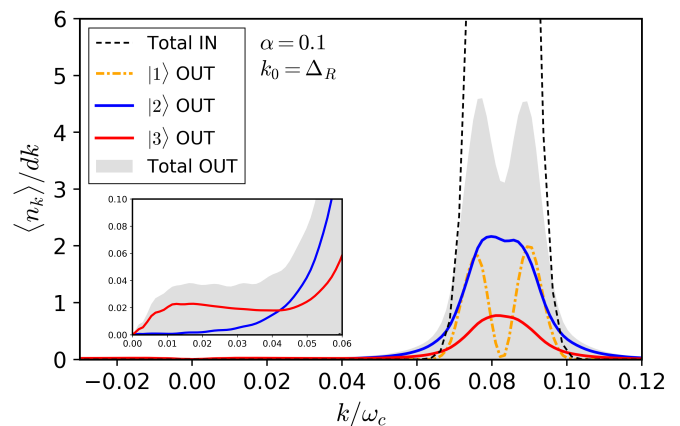 Total IN
|1⟩ OUT
|2⟩ OUT
|3⟩ OUT
Total OUT
α = 0.1
k₀ = Δ_R
⟨n_k⟩/dk
6
5
4
3
2
1
0
0.10
0.08
0.06
0.04
0.02
0.00
0.00 0.01 0.02 0.03 0.04 0.05 0.06
−0.02 0.00 0.02 0.04 0.06 0.08 0.10 0.12
k/ω_c